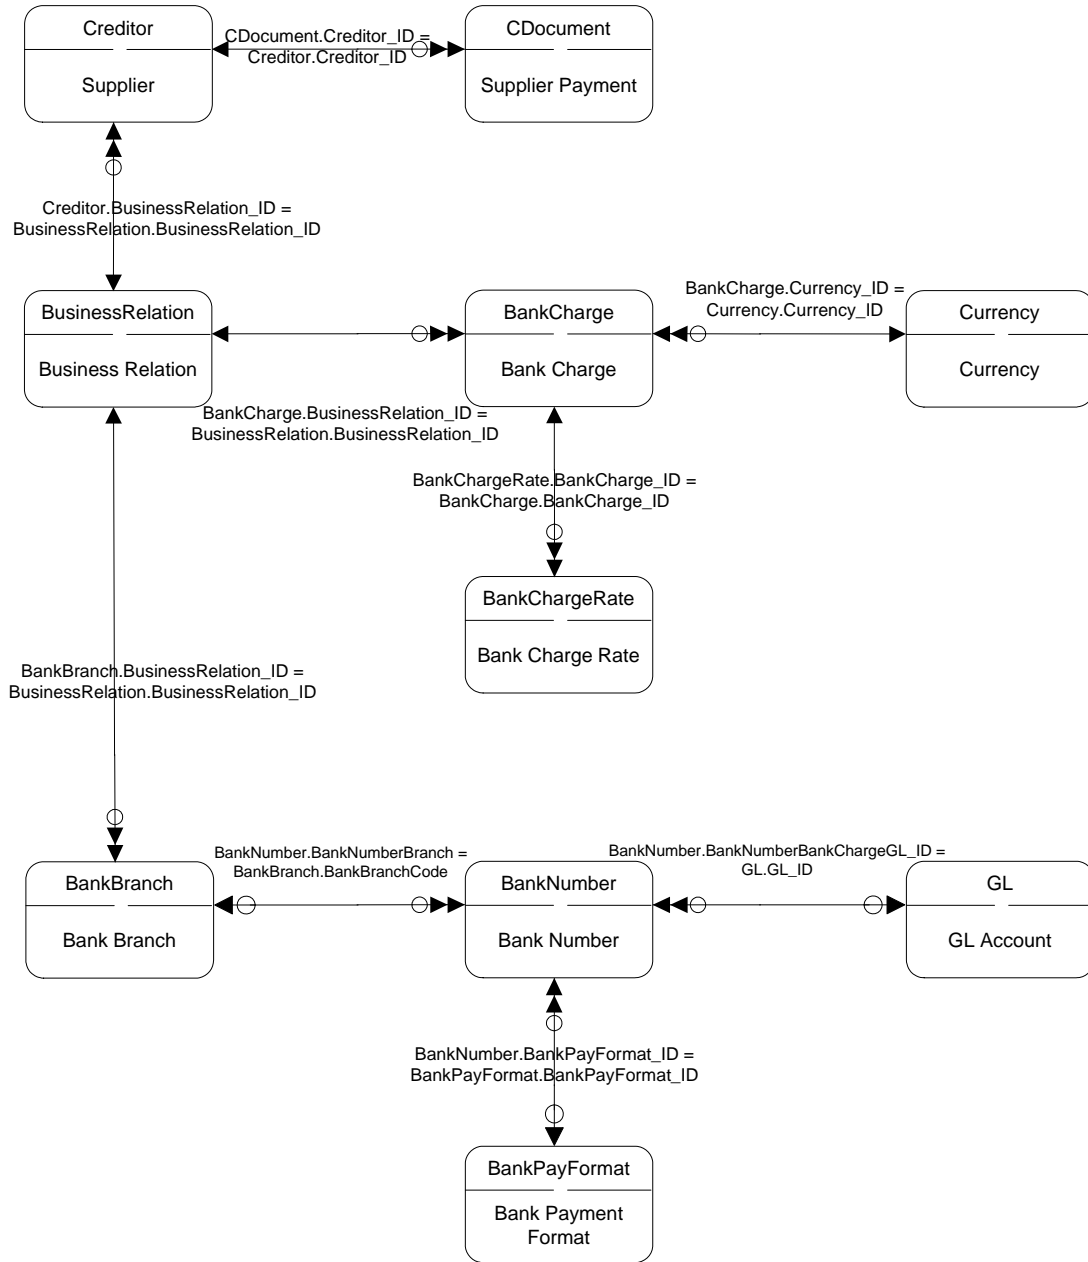 Creditor
Supplier
CDocument.Creditor_ID =
Creditor.Creditor_ID
CDocument
Supplier Payment
Creditor.BusinessRelation_ID =
BusinessRelation.BusinessRelation_ID
BusinessRelation
Business Relation
BankCharge
Bank Charge
BankCharge.Currency_ID =
Currency.Currency_ID
Currency
Currency
BankCharge.BusinessRelation_ID =
BusinessRelation.BusinessRelation_ID
BankChargeRate.BankCharge_ID =
BankCharge.BankCharge_ID
BankChargeRate
Bank Charge Rate
BankBranch.BusinessRelation_ID =
BusinessRelation.BusinessRelation_ID
BankBranch
Bank Branch
BankNumber.BankNumberBranch =
BankBranch.BankBranchCode
BankNumber
Bank Number
BankNumber.BankNumberBankChargeGL_ID =
GL.GL_ID
GL
GL Account
BankNumber.BankPayFormat_ID =
BankPayFormat.BankPayFormat_ID
BankPayFormat
Bank Payment
Format